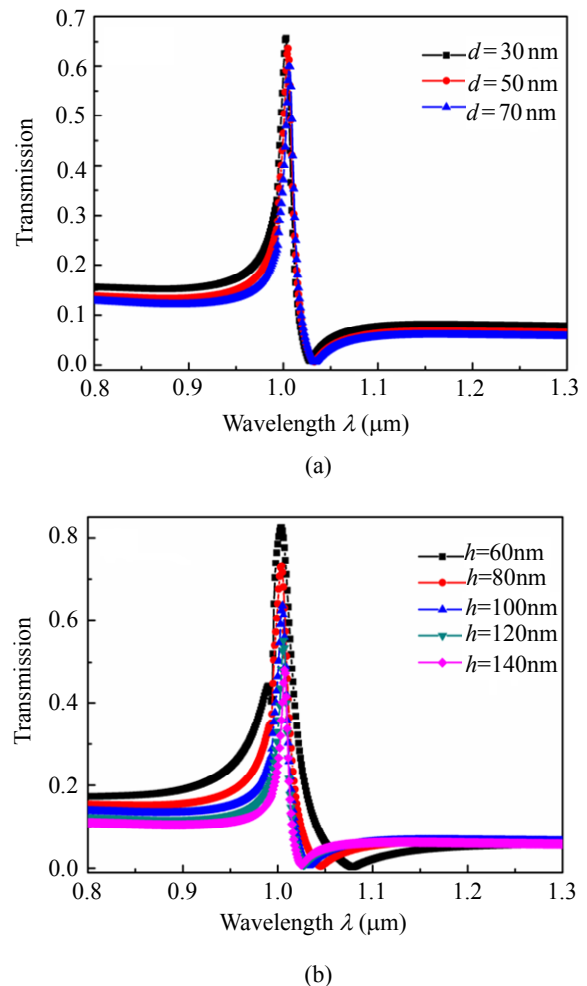 0.7
0.6
0.5
0.4
0.3
0.2
0.1
0.0
Transmission
d = 30 nm
d = 50 nm
d = 70 nm
0.8 0.9 1.0 1.1 1.2 1.3
Wavelength λ (μm)
(a)
0.8
0.6
0.4
0.2
0.0
Transmission
h=60nm
h=80nm
h=100nm
h=120nm
h=140nm
0.8 0.9 1.0 1.1 1.2 1.3
Wavelength λ (μm)
(b)